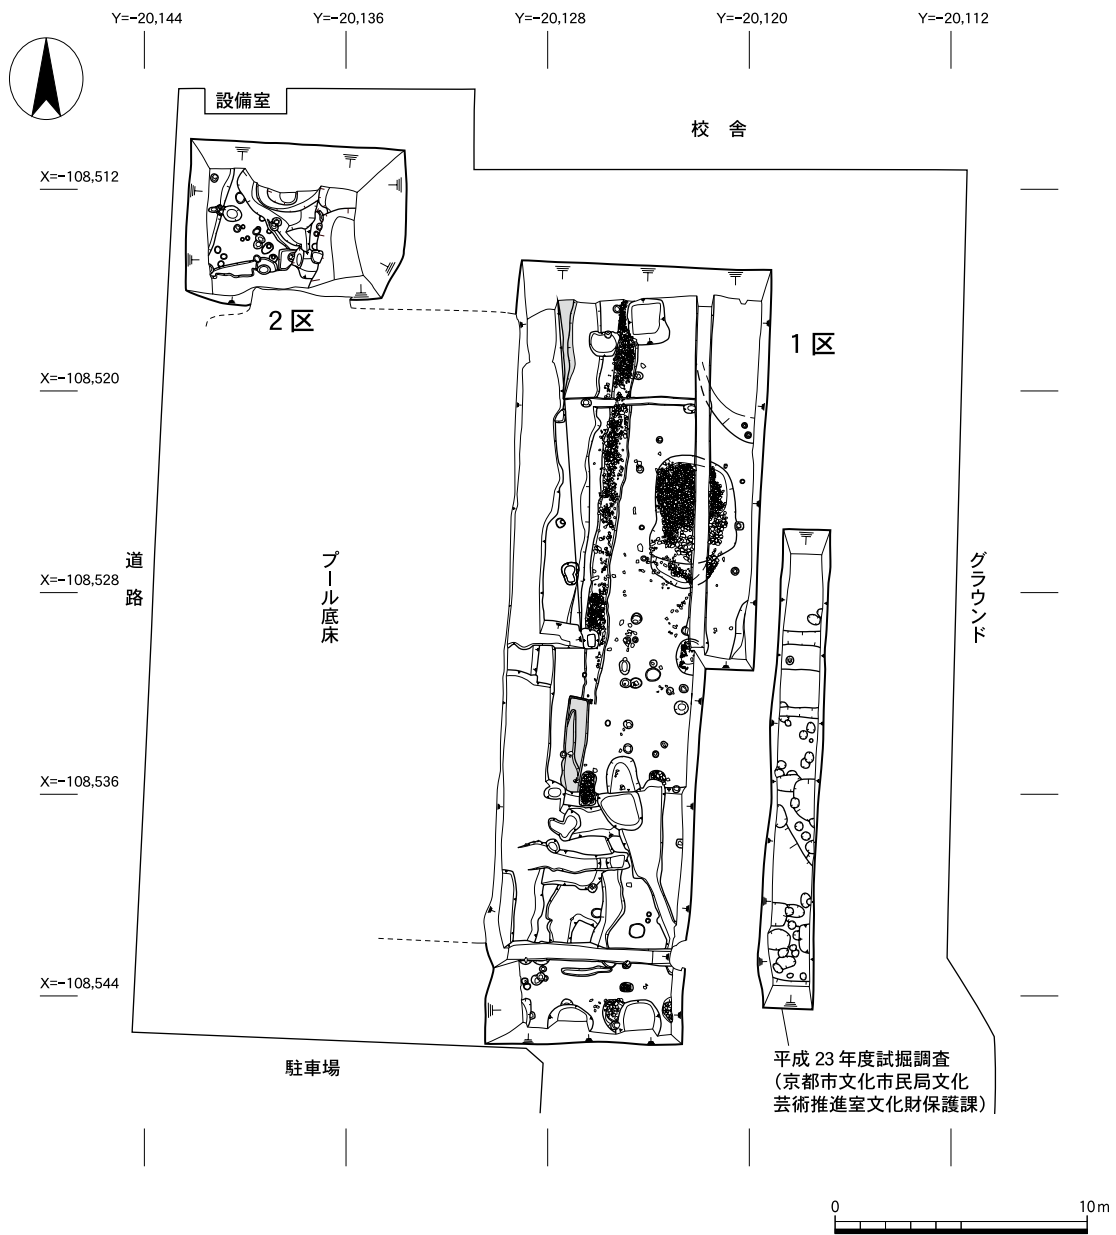 Y=−20,144
Y=−20,136
Y=−20,128
Y=−20,120
Y=−20,112
設備室
校 舎
X=−108,512
2区
1区
X=−108,520
道路
プール底床
グラウンド
X=−108,528
X=−108,536
X=−108,544
駐車場
平成 23 年度試掘調査
（京都市文化市民局文化
芸術推進室文化財保護課）
0
10m